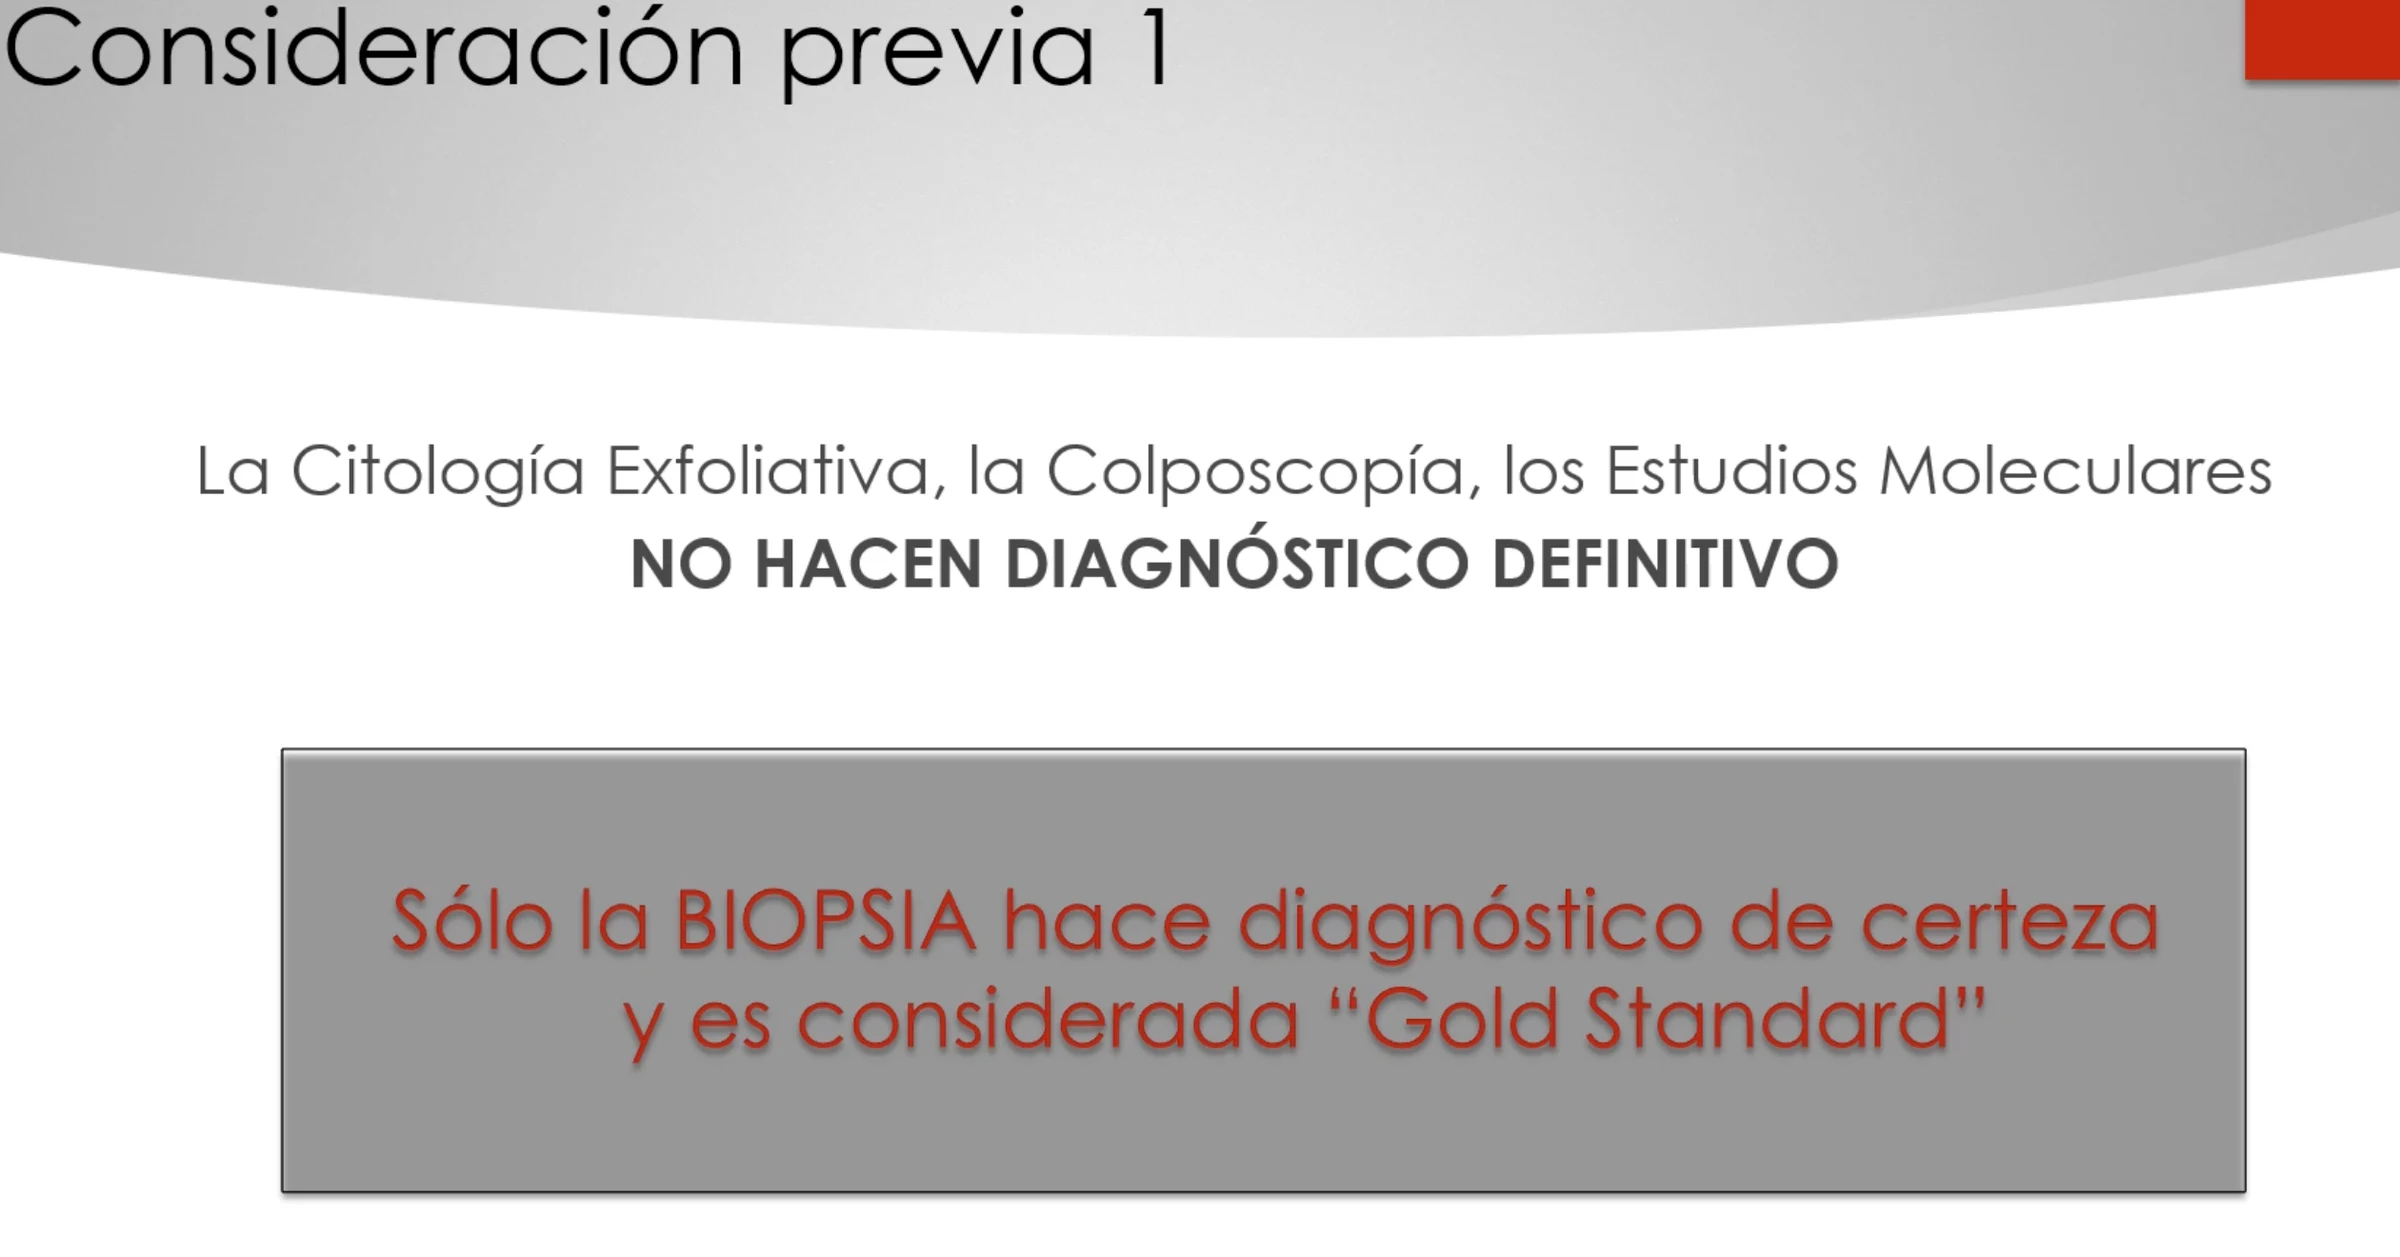 Consideración previa 1
La Citología Exfoliativa, la Colposcopía, los Estudios Moleculares
NO HACEN DIAGNÓSTICO DEFINITIVO
Sólo la BIOPSIA hace diagnóstico de certeza
y es considerada “Gold Standard”